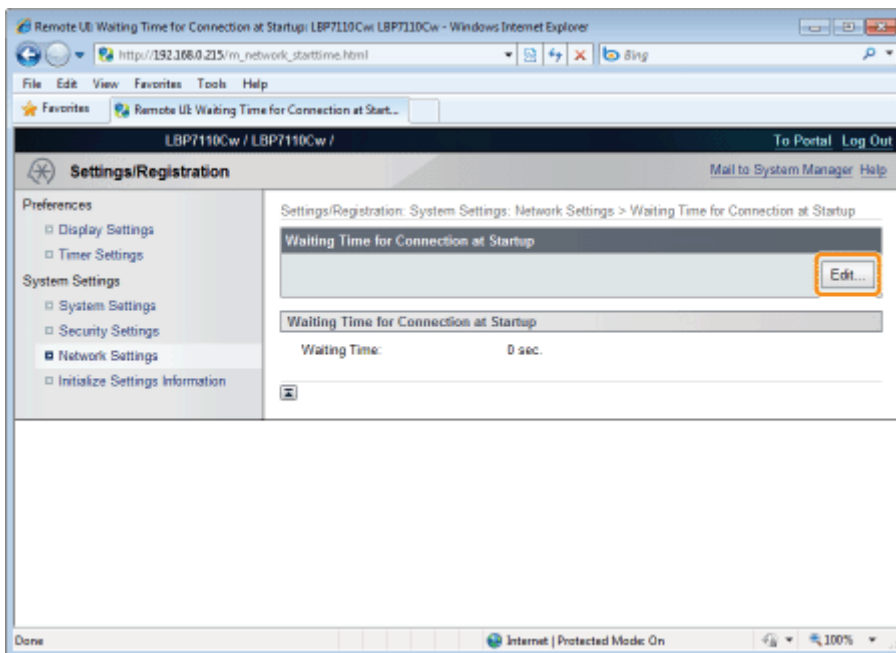 Remote UI: Waiting Time for Connection at Startup: LBP7110Cw: LBP7110Cw - Windows Internet Explorer
http://192.168.0.215/m_network_starttime.html
Bing
File Edit View Favorites Tools Help
Favorites
Remote UI: Waiting Time for Connection at Start...
LBP7110Cw / LBP7110Cw /
To Portal Log Out
Settings/Registration
Mail to System Manager Help
Preferences
Display Settings
Timer Settings
System Settings
System Settings
Security Settings
Network Settings
Initialize Settings Information
Settings/Registration: System Settings: Network Settings > Waiting Time for Connection at Startup
Waiting Time for Connection at Startup
Edit...
Waiting Time for Connection at Startup
Waiting Time: 0 sec.
Done
Internet | Protected Mode: On
100%